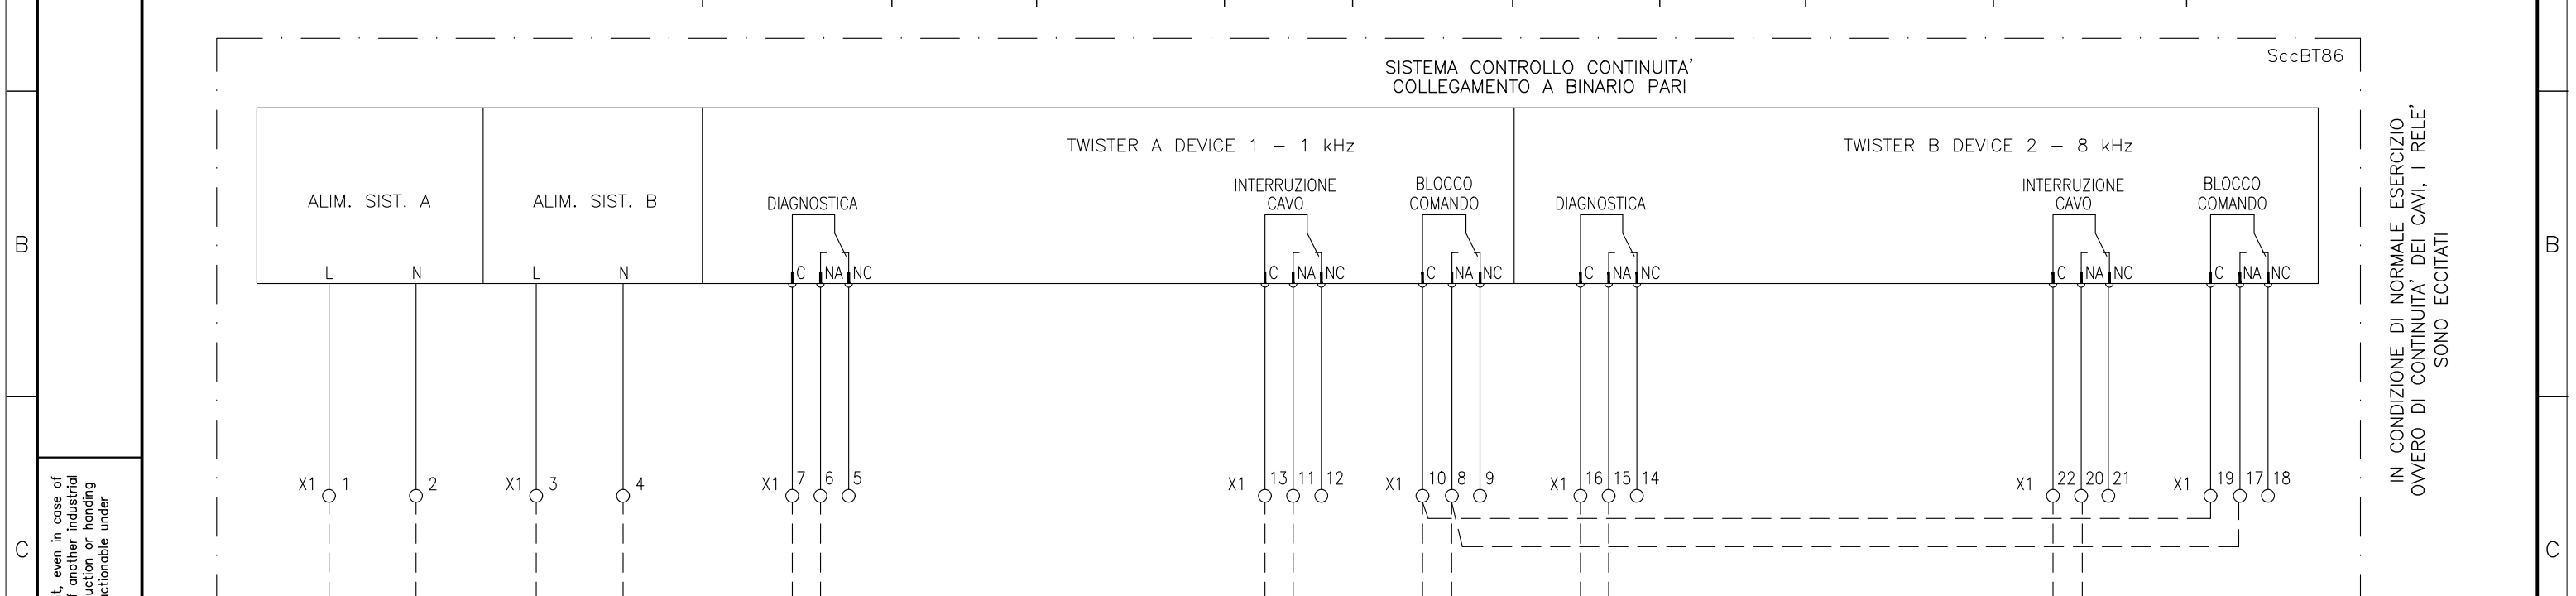 SccBT86
SISTEMA CONTROLLO CONTINUITA'
COLLEGAMENTO A BINARIO PARI
TWISTER A DEVICE 1 - 1 kHz
TWISTER B DEVICE 2 - 8 kHz
ALIM. SIST. A
ALIM. SIST. B
DIAGNOSTICA
INTERRUZIONE
CAVO
BLOCCO
COMANDO
DIAGNOSTICA
INTERRUZIONE
CAVO
BLOCCO
COMANDO
B
L N
L N
C NA NC
C NA NC
C NA NC
C NA NC
C NA NC
C NA NC
B
X1 1 2
X1 3 4
X1 7 6 5
X1 13 11 12
X1 10 8 9
X1 16 15 14
X1 22 20 21
X1 19 17 18
C
C
IN CONDIZIONE DI NORMALE ESERCIZIO
OVVERO DI CONTINUITA' DEI CAVI, I RELE'
SONO ECCITATI
, even in case of
another industrial
uction or handing
actionable under